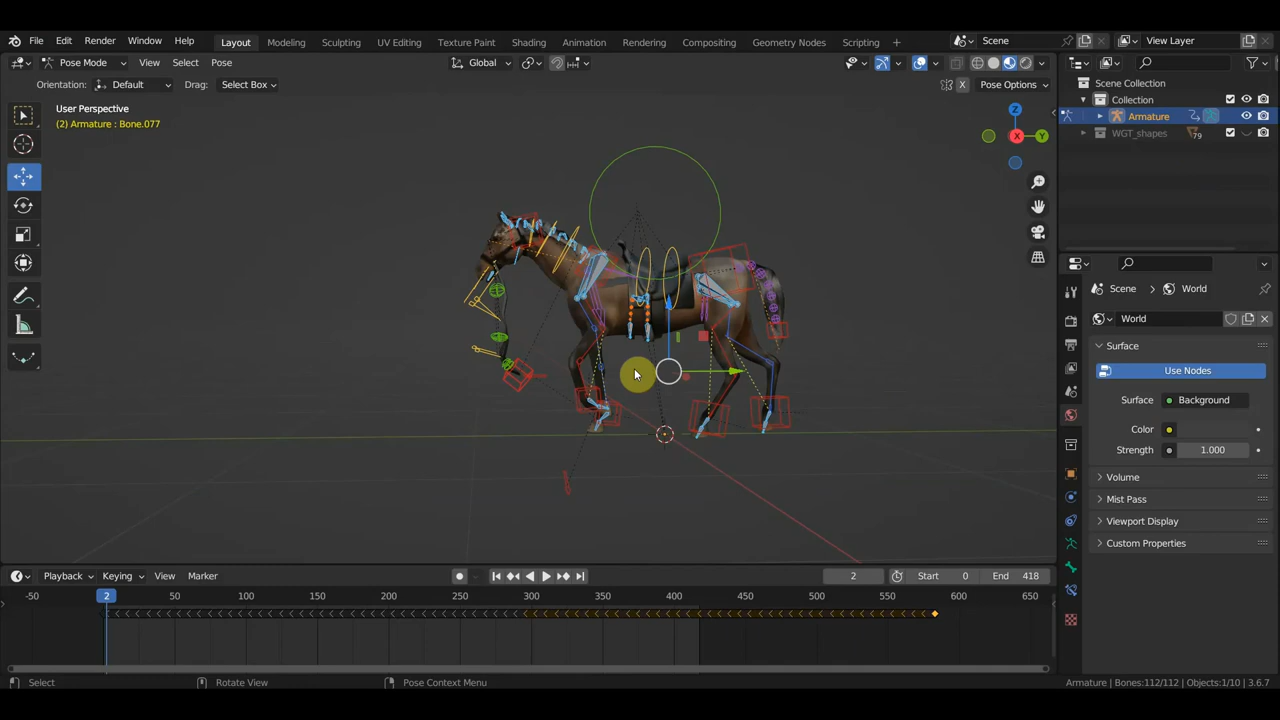 File Edit Render Window Help Layout Modeling Sculpting UV Editing Texture Paint Shading Animation Rendering Compositing Geometry Nodes Scripting + Scene View Layer
Pose Mode View Select Pose Global
Orientation: Default Drag: Select Box X Pose Options
Scene Collection
Collection
Armature
WGT_shapes 79
User Perspective
(2) Armature : Bone.077
Z
X
Y
Scene > World
World
Surface
Use Nodes
Surface Background
Color
Strength 1.000
Volume
Mist Pass
Viewport Display
Custom Properties
Playback Keying View Marker 2 Start 0 End 418
-50 2 50 100 150 200 250 300 350 400 450 500 550 600 650
Select Rotate View Pose Context Menu Armature | Bones:112/112 | Objects:1/10 | 3.6.7